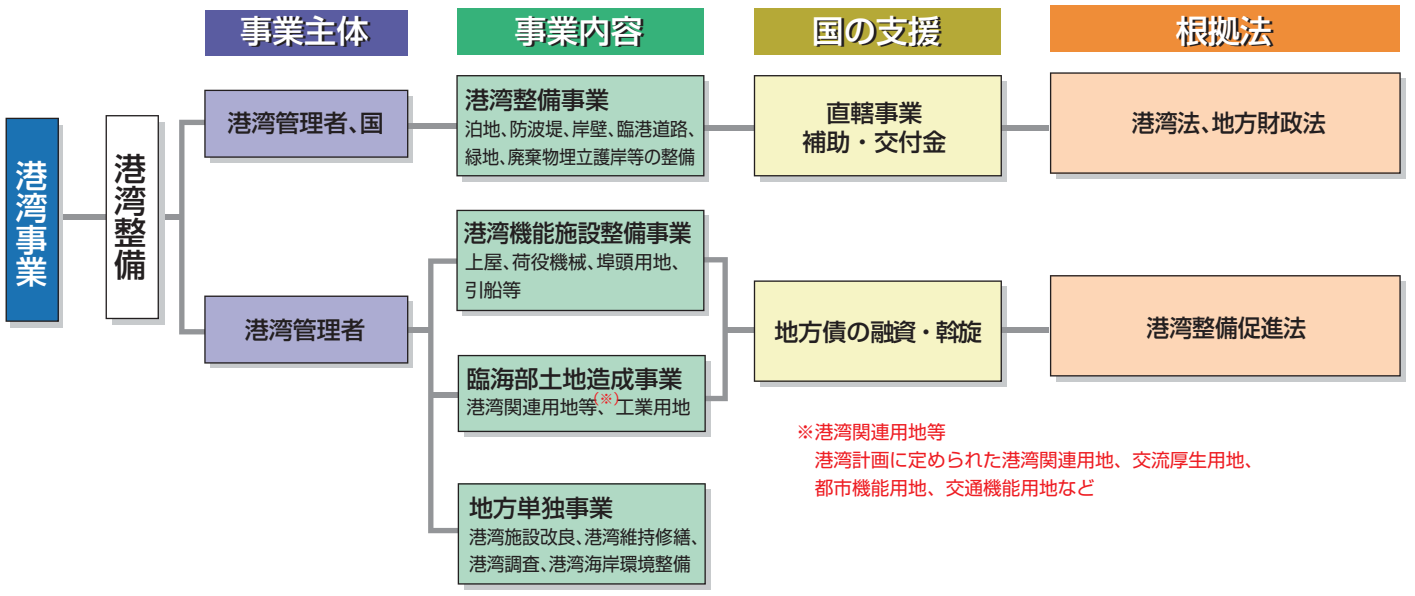 事業主体
事業内容
国の支援
根拠法
港湾事業
港湾整備
港湾管理者、国
港湾整備事業
泊地、防波堤、岸壁、臨港道路、
緑地、廃棄物埋立護岸等の整備
直轄事業
補助・交付金
港湾法、地方財政法
港湾管理者
港湾機能施設整備事業
上屋、荷役機械、埠頭用地、
引船等
臨海部土地造成事業
港湾関連用地等(※)、工業用地
地方債の融資・斡旋
港湾整備促進法
地方単独事業
港湾施設改良、港湾維持修繕、
港湾調査、港湾海岸環境整備
※港湾関連用地等
港湾計画に定められた港湾関連用地、交流厚生用地、
都市機能用地、交通機能用地など